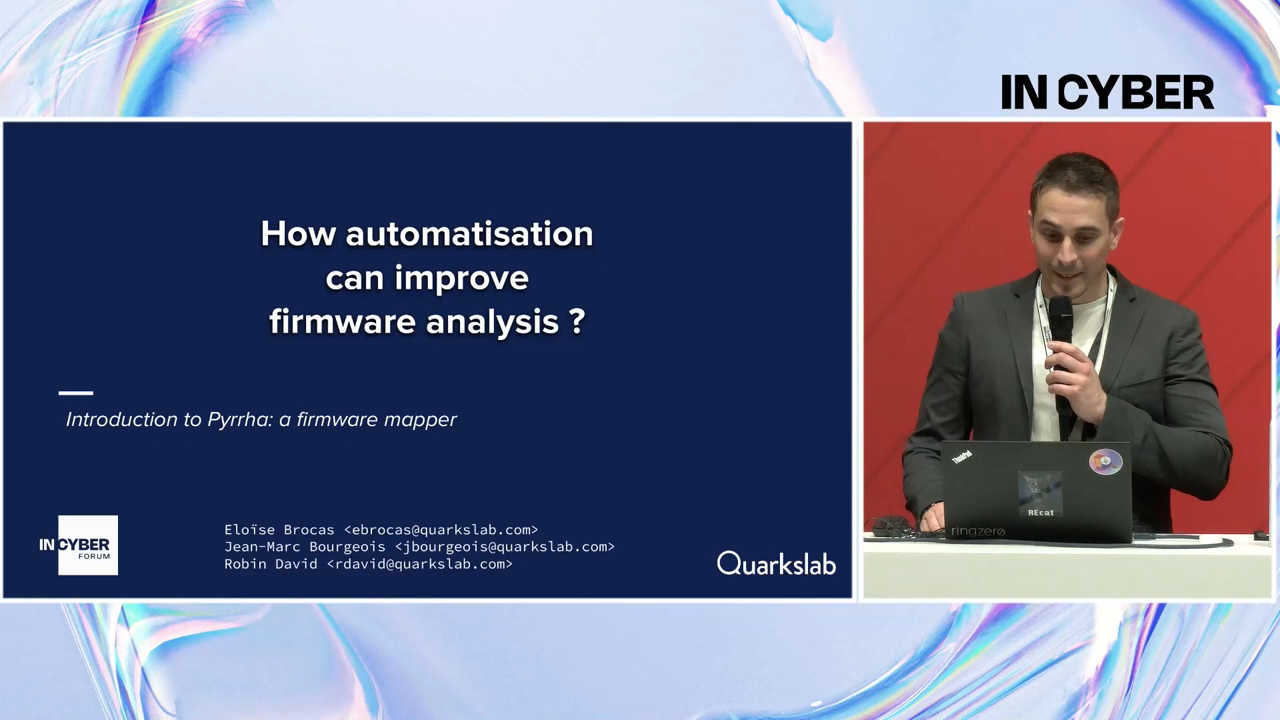 IN CYBER
How automatisation
can improve
firmware analysis ?
Introduction to Pyrrha: a firmware mapper
IN CYBER
FORUM
Eloïse Brocas <ebrocas@quarkslab.com>
Jean-Marc Bourgeois <jbourgeois@quarkslab.com>
Robin David <rdavid@quarkslab.com>
Quarkslab
ThinkPad
REcat
ringzer0